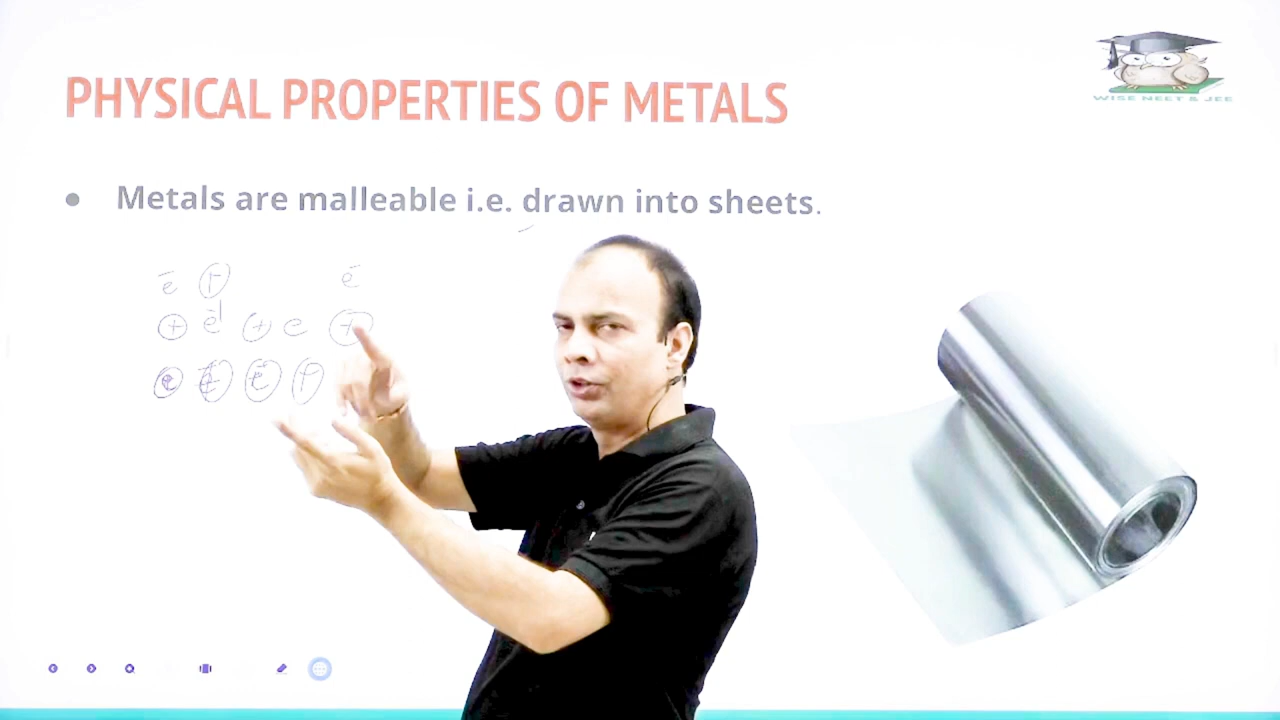 WISE NEET & JEE
PHYSICAL PROPERTIES OF METALS
• Metals are malleable i.e. drawn into sheets.
e̅ e̅
+ e̅ + e +